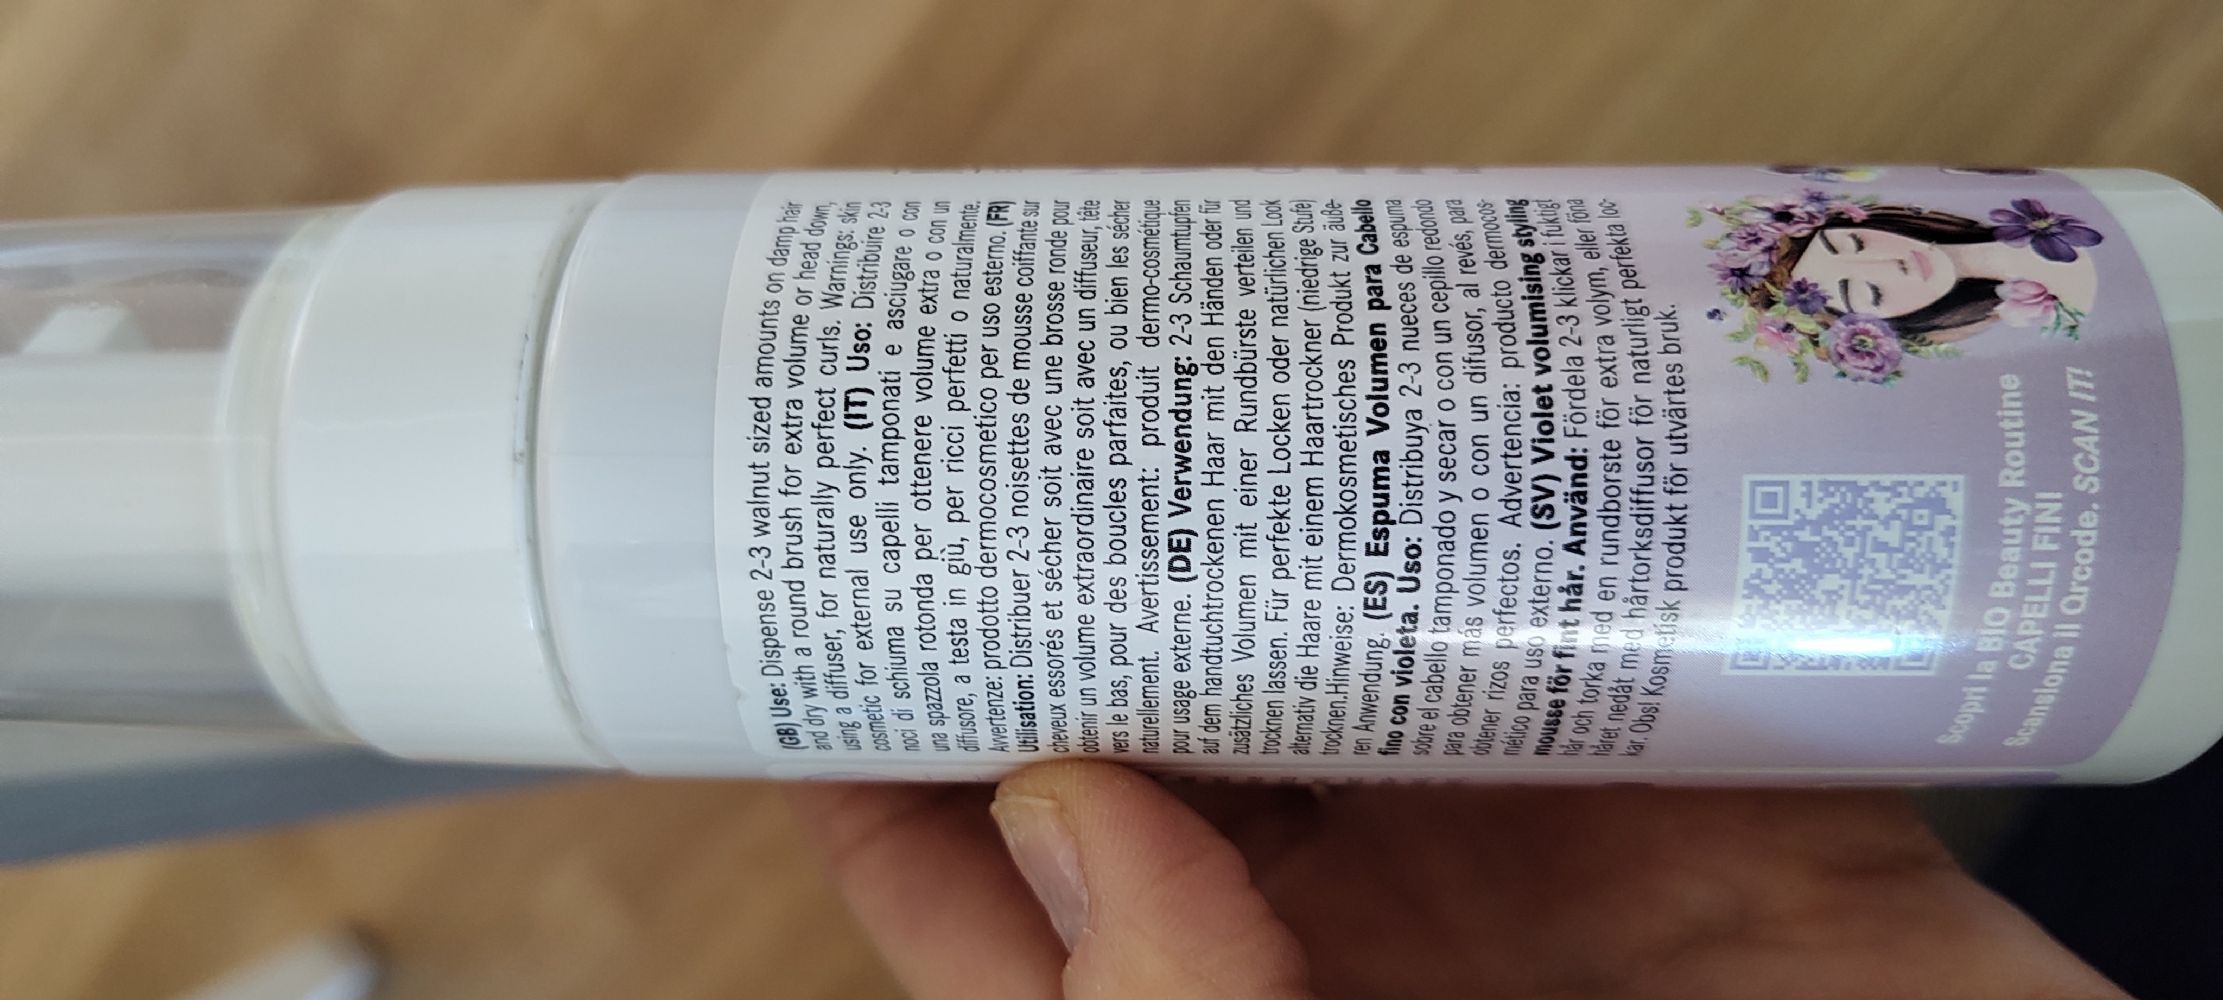 (GB) Use: Dispense 2-3 walnut sized amounts on damp hair
and dry with a round brush for extra volume or head down,
using a diffuser, for naturally perfect curls. Warnings: skin
cosmetic for external use only. (IT) Uso: Distribuire 2-3
noci di schiuma su capelli tamponati e asciugare o con
una spazzola rotonda per ottenere volume extra o con un
diffusore, a testa in giù, per ricci perfetti o naturalmente.
Avvertenze: prodotto dermocosmetico per uso esterno. (FR)
Utilisation: Distribuer 2-3 noisettes de mousse coiffante sur
cheveux essorés et sécher soit avec une brosse ronde pour
obtenir un volume extraordinaire soit avec un diffuseur, tête
vers le bas, pour des boucles parfaites, ou bien les sécher
naturellement. Avertissement: produit dermo-cosmétique
pour usage externe. (DE) Verwendung: 2-3 Schaumtupfen
auf dem handtuchtrockenen Haar mit den Händen oder für
zusätzliches Volumen mit einer Rundbürste verteilen und
trocknen lassen. Für perfekte Locken oder natürlichen Look
alternativ die Haare mit einem Haartrockner (niedrige Stufe)
trocknen.Hinweise: Dermokosmetisches Produkt zur äuße-
ren Anwendung. (ES) Espuma Volumen para Cabello
fino con violeta. Uso: Distribuya 2-3 nueces de espuma
sobre el cabello tamponado y secar o con un cepillo redondo
para obtener más volumen o con un difusor, al revés, para
obtener rizos perfectos. Advertencia: producto dermocos-
mético para uso externo. (SV) Violet volumising styling
mousse för fint hår. Använd: Fördela 2-3 klickar i fuktigt
hår och torka med en rundborste för extra volym, eller föna
håret nedåt med hårtorksdiffusor för naturligt perfekta loc-
kar. Obs! Kosmetisk produkt för utvärtes bruk.
Scopri la BIO Beauty Routine
CAPELLI FINI
Scansiona il Qrcode. SCAN IT!